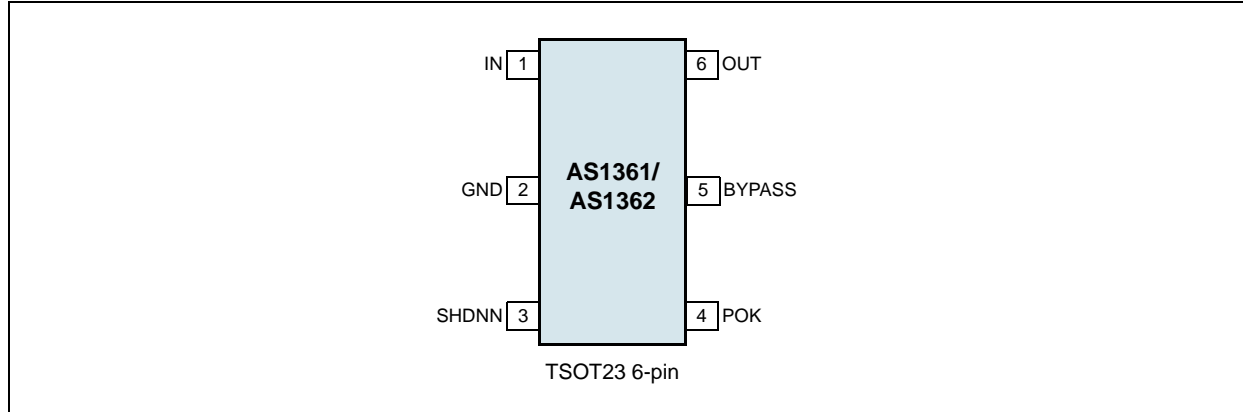 IN 1
6 OUT
AS1361/
AS1362
GND 2
5 BYPASS
SHDNN 3
4 POK
TSOT23 6-pin